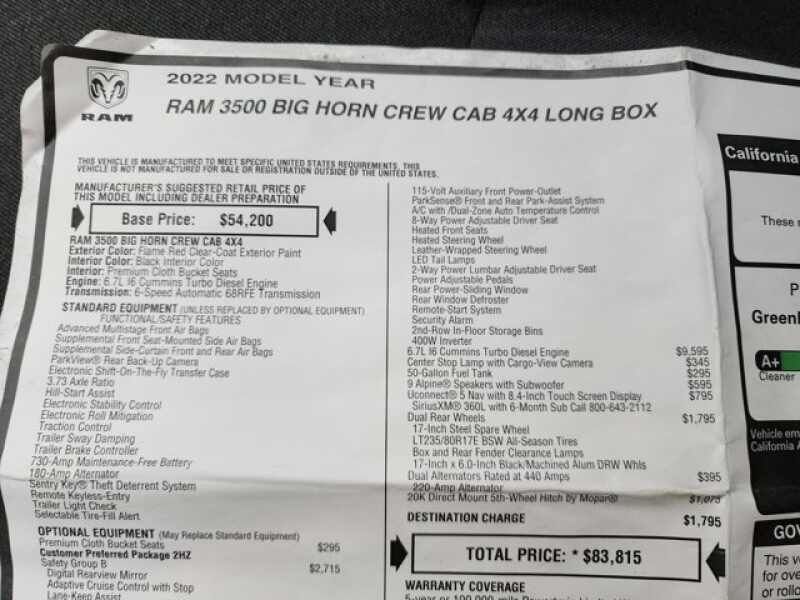 RAM
2022 MODEL YEAR
RAM 3500 BIG HORN CREW CAB 4X4 LONG BOX
THIS VEHICLE IS MANUFACTURED TO MEET SPECIFIC UNITED STATES REQUIREMENTS. THIS
VEHICLE IS NOT MANUFACTURED FOR SALE OR REGISTRATION OUTSIDE OF THE UNITED STATES.
MANUFACTURER'S SUGGESTED RETAIL PRICE OF
THIS MODEL INCLUDING DEALER PREPARATION
Base Price: $54,200
RAM 3500 BIG HORN CREW CAB 4X4
Exterior Color: Flame Red Clear-Coat Exterior Paint
Interior Color: Black Interior Color
Interior: Premium Cloth Bucket Seats
Engine: 6.7L I6 Cummins Turbo Diesel Engine
Transmission: 6-Speed Automatic 68RFE Transmission
STANDARD EQUIPMENT (UNLESS REPLACED BY OPTIONAL EQUIPMENT)
FUNCTIONAL/SAFETY FEATURES
Advanced Multistage Front Air Bags
Supplemental Front Seat-Mounted Side Air Bags
Supplemental Side-Curtain Front and Rear Air Bags
ParkView® Rear Back-Up Camera
Electronic Shift-On-The-Fly Transfer Case
3.73 Axle Ratio
Hill-Start Assist
Electronic Stability Control
Electronic Roll Mitigation
Traction Control
Trailer Sway Damping
Trailer Brake Controller
730-Amp Maintenance-Free Battery
180-Amp Alternator
Sentry Key® Theft Deterrent System
Remote Keyless-Entry
Trailer Light Check
Selectable Tire-Fill Alert
OPTIONAL EQUIPMENT (May Replace Standard Equipment)
Premium Cloth Bucket Seats $295
Customer Preferred Package 2HZ
Safety Group B $2,715
Digital Rearview Mirror
Adaptive Cruise Control with Stop
Lane-Keep Assist
115-Volt Auxiliary Front Power-Outlet
ParkSense® Front and Rear Park-Assist System
A/C with /Dual-Zone Auto Temperature Control
8-Way Power Adjustable Driver Seat
Heated Front Seats
Heated Steering Wheel
Leather-Wrapped Steering Wheel
LED Tail Lamps
2-Way Power Lumbar Adjustable Driver Seat
Power Adjustable Pedals
Rear Power-Sliding Window
Rear Window Defroster
Remote-Start System
Security Alarm
2nd-Row In-Floor Storage Bins
400W Inverter
6.7L I6 Cummins Turbo Diesel Engine $9,595
Center Stop Lamp with Cargo-View Camera $345
50-Gallon Fuel Tank $295
9 Alpine® Speakers with Subwoofer $595
Uconnect® 5 Nav with 8.4-Inch Touch Screen Display $795
SiriusXM® 360L with 6-Month Sub Call 800-643-2112
Dual Rear Wheels $1,795
17-Inch Steel Spare Wheel
LT235/80R17E BSW All-Season Tires
Box and Rear Fender Clearance Lamps
17-Inch x 6.0-Inch Black/Machined Alum DRW Whls
Dual Alternators Rated at 440 Amps $395
220-Amp Alternator
20K Direct Mount 5th-Wheel Hitch by Mopar® $1,075
DESTINATION CHARGE $1,795
TOTAL PRICE: * $83,815
WARRANTY COVERAGE
California
These
P
Green
A+
Cleaner
Vehicle em
California A
GOV
This v
for ove
or rollo